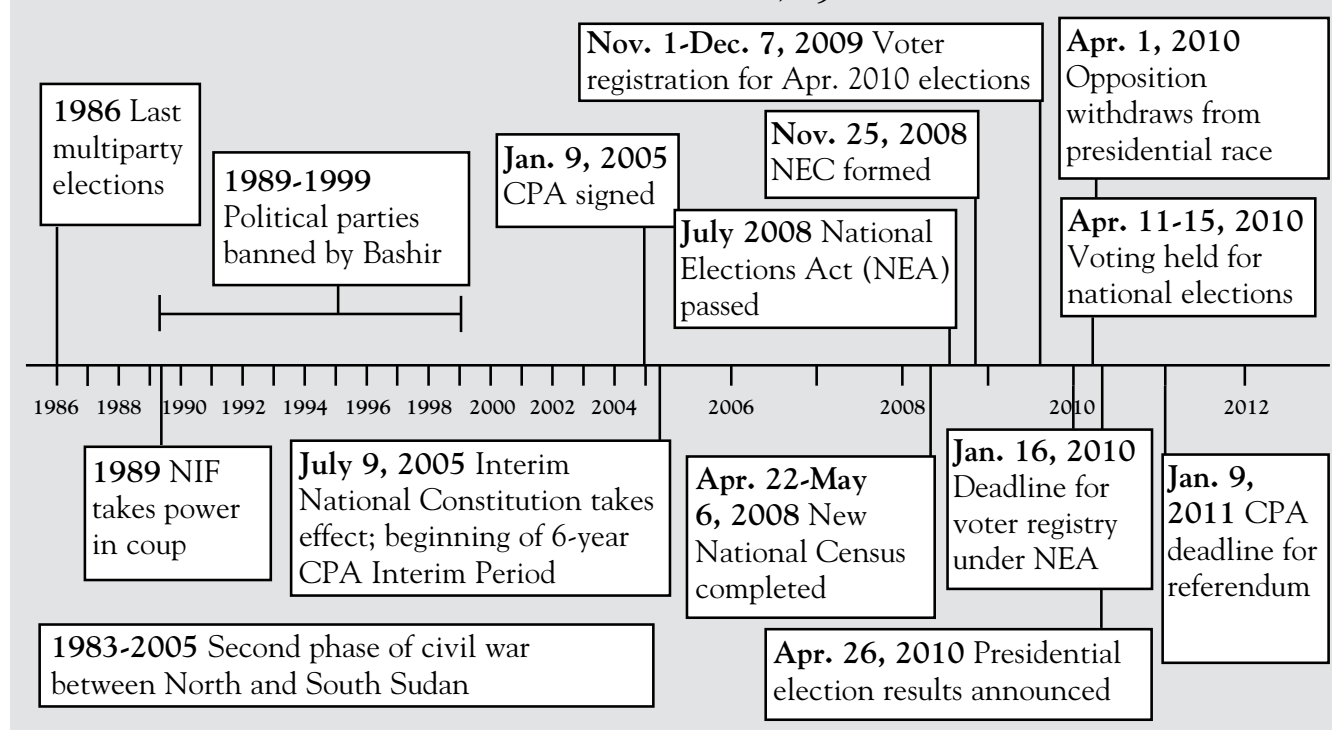 Nov. 1-Dec. 7, 2009 Voter
registration for Apr. 2010 elections
Apr. 1, 2010
Opposition
withdraws from
presidential race
1986 Last
multiparty
elections
1989-1999
Political parties
banned by Bashir
Jan. 9, 2005
CPA signed
Nov. 25, 2008
NEC formed
July 2008 National
Elections Act (NEA)
passed
Apr. 11-15, 2010
Voting held for
national elections
1986 1988 1990 1992 1994 1996 1998 2000 2002 2004 2006 2008 2010 2012
1989 NIF
takes power
in coup
July 9, 2005 Interim
National Constitution takes
effect; beginning of 6-year
CPA Interim Period
Apr. 22-May
6, 2008 New
National Census
completed
Jan. 16, 2010
Deadline for
voter registry
under NEA
Jan. 9,
2011 CPA
deadline for
referendum
1983-2005 Second phase of civil war
between North and South Sudan
Apr. 26, 2010 Presidential
election results announced